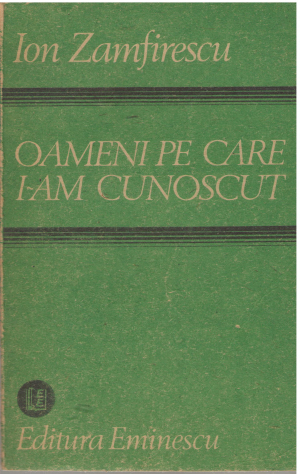 Ion Zamfirescu
OAMENI PE CARE
I-AM CUNOSCUT
Editura Eminescu